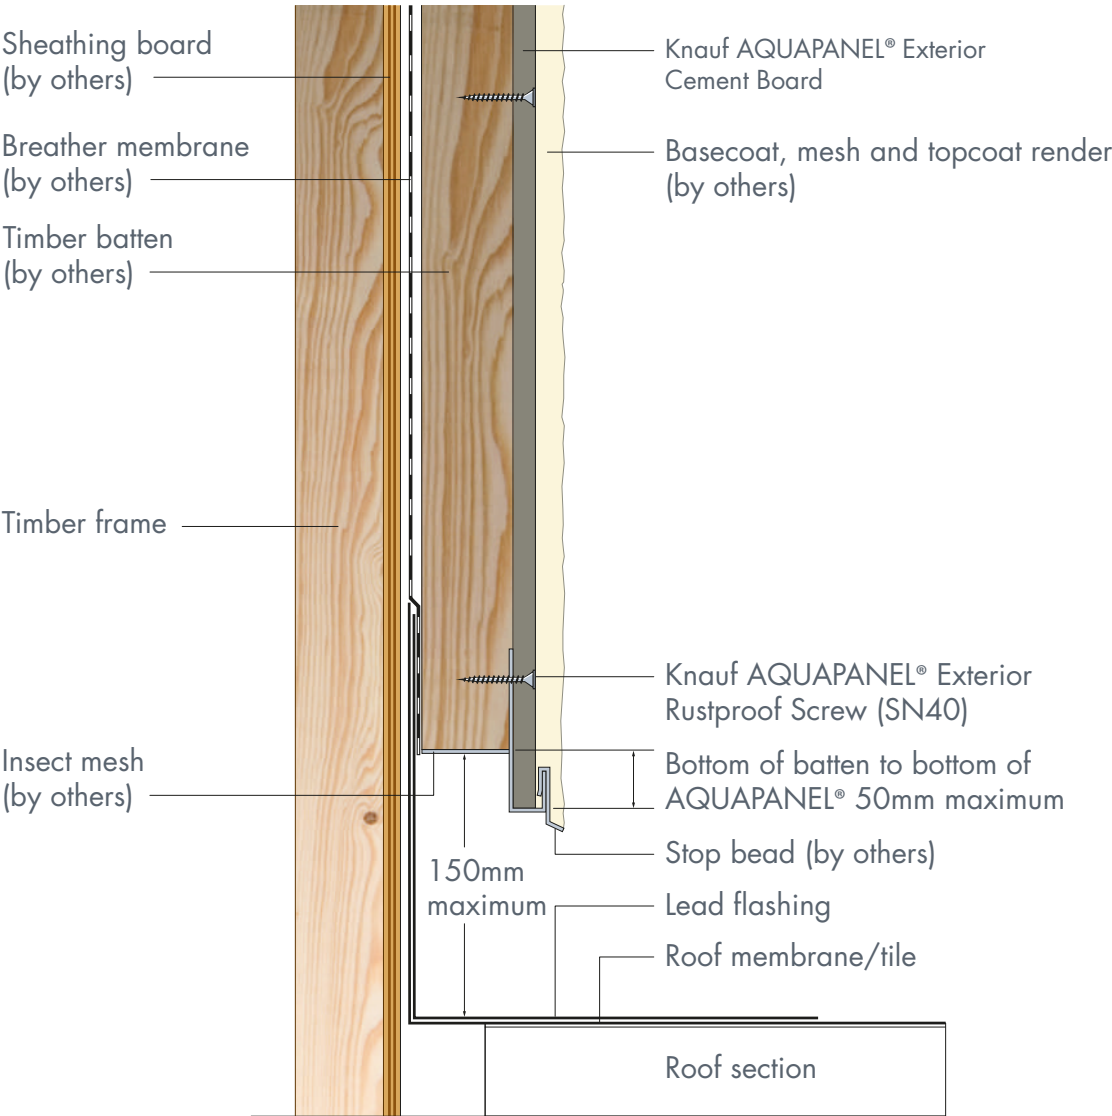 Sheathing board
(by others)
Breather membrane
(by others)
Timber batten
(by others)
Timber frame
Insect mesh
(by others)
Knauf AQUAPANEL® Exterior
Cement Board
Basecoat, mesh and topcoat render
(by others)
Knauf AQUAPANEL® Exterior
Rustproof Screw (SN40)
Bottom of batten to bottom of
AQUAPANEL® 50mm maximum
Stop bead (by others)
150mm
maximum
Lead flashing
Roof membrane/tile
Roof section